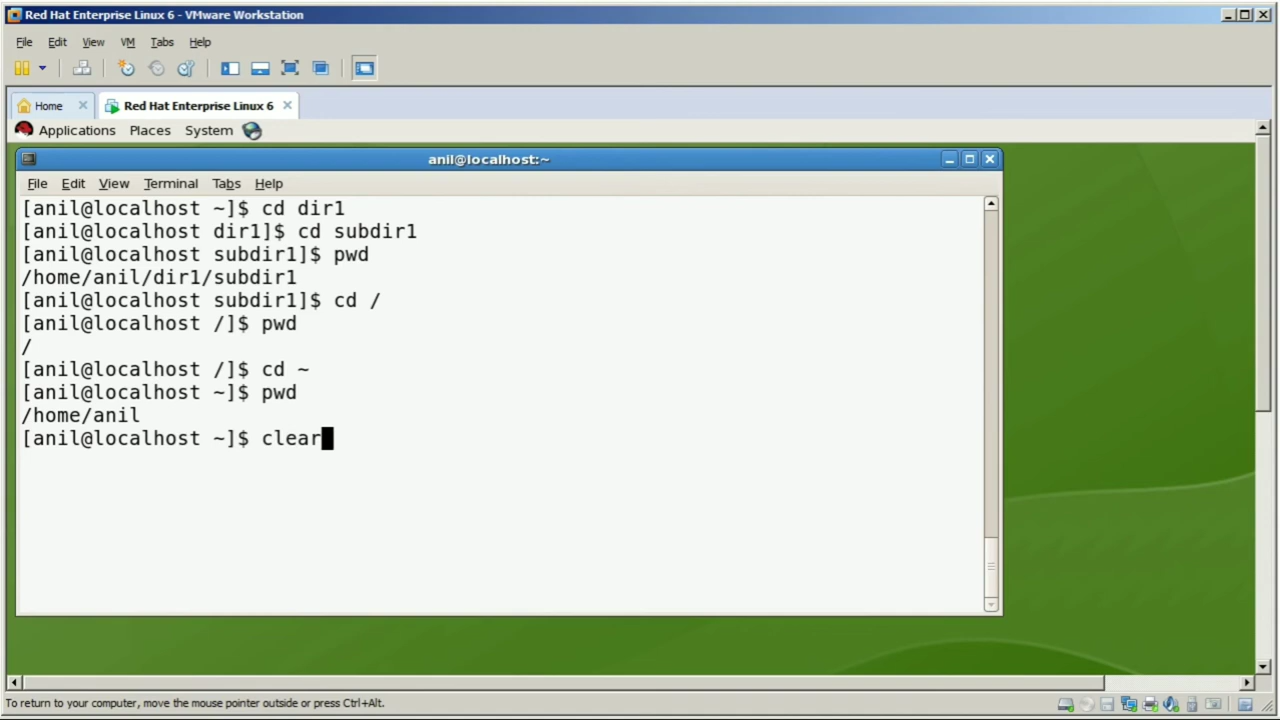 Red Hat Enterprise Linux 6 - VMware Workstation
File Edit View VM Tabs Help
Home Red Hat Enterprise Linux 6
Applications Places System
anil@localhost:~
File Edit View Terminal Tabs Help
[anil@localhost ~]$ cd dir1
[anil@localhost dir1]$ cd subdir1
[anil@localhost subdir1]$ pwd
/home/anil/dir1/subdir1
[anil@localhost subdir1]$ cd /
[anil@localhost /]$ pwd
/
[anil@localhost /]$ cd ~
[anil@localhost ~]$ pwd
/home/anil
[anil@localhost ~]$ clear
To return to your computer, move the mouse pointer outside or press Ctrl+Alt.